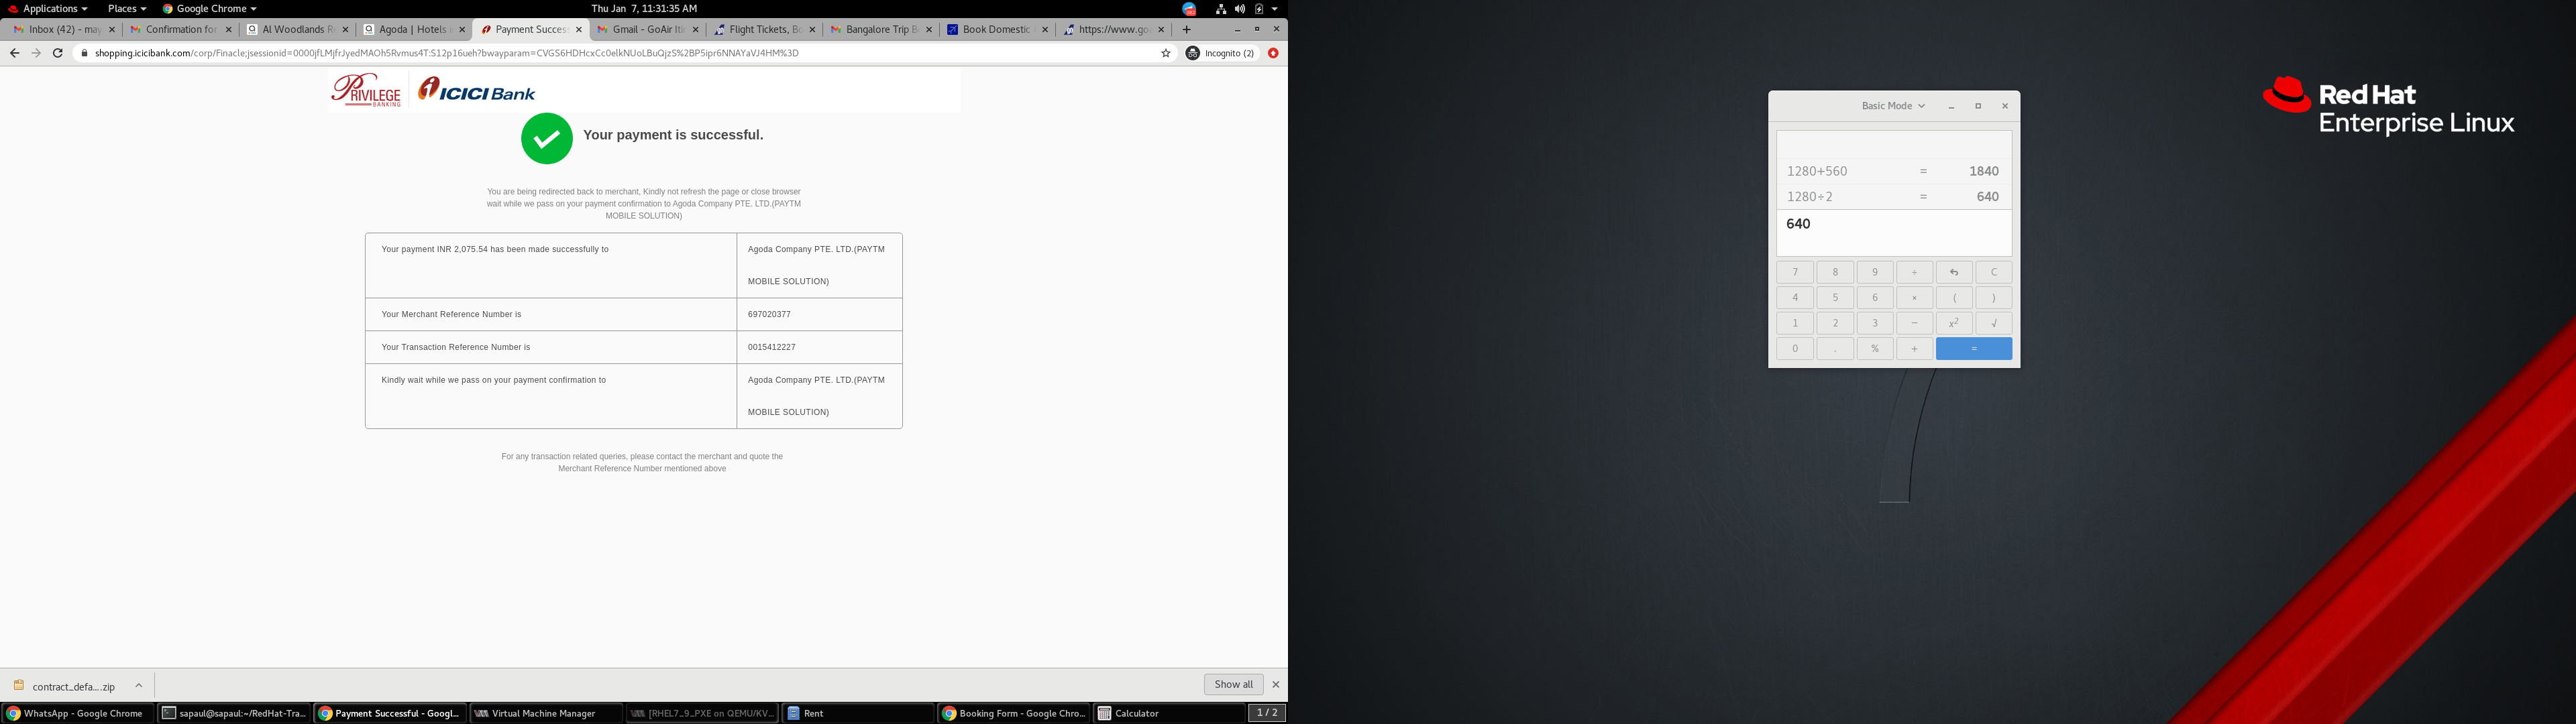 Applications
Places
Google Chrome
Thu Jan 7, 11:31:35 AM
Inbox (42) - may
Confirmation for
Al Woodlands R
Agoda | Hotels
Payment Success
Gmail - GoAir Iti
Flight Tickets, Bo
Bangalore Trip B
Book Domestic
https://www.goa
shopping.icicibank.com/corp/Finacle;jsessionid=0000jfLMjfrJyedMAOh5Rvmus4T:S12p16ueh?bwayparam=CVGS6HDHcxCc0elkNUoLBuQjzS%2BP5ipr6NNAYaVJ4HM%3D
Incognito (2)
PRIVILEGE
BANKING
ICICI Bank
Your payment is successful.
You are being redirected back to merchant, Kindly not refresh the page or close browser
wait while we pass on your payment confirmation to Agoda Company PTE. LTD.(PAYTM
MOBILE SOLUTION)
Your payment INR 2,075.54 has been made successfully to
Agoda Company PTE. LTD.(PAYTM
MOBILE SOLUTION)
Your Merchant Reference Number is
697020377
Your Transaction Reference Number is
0015412227
Kindly wait while we pass on your payment confirmation to
Agoda Company PTE. LTD.(PAYTM
MOBILE SOLUTION)
For any transaction related queries, please contact the merchant and quote the
Merchant Reference Number mentioned above
contract_defa....zip
Show all
WhatsApp - Google Chrome
sapaul@sapaul:~/RedHat-Tra...
Payment Successful - Googl...
Virtual Machine Manager
[RHEL7_9_PXE on QEMU/KV...
Rent
Booking Form - Google Chro...
Calculator
1 / 2
Basic Mode
1280+560 = 1840
1280÷2 = 640
640
7 8 9 ÷ C
4 5 6 × ( )
1 2 3 − x² √
0 . % + =
Red Hat
Enterprise Linux